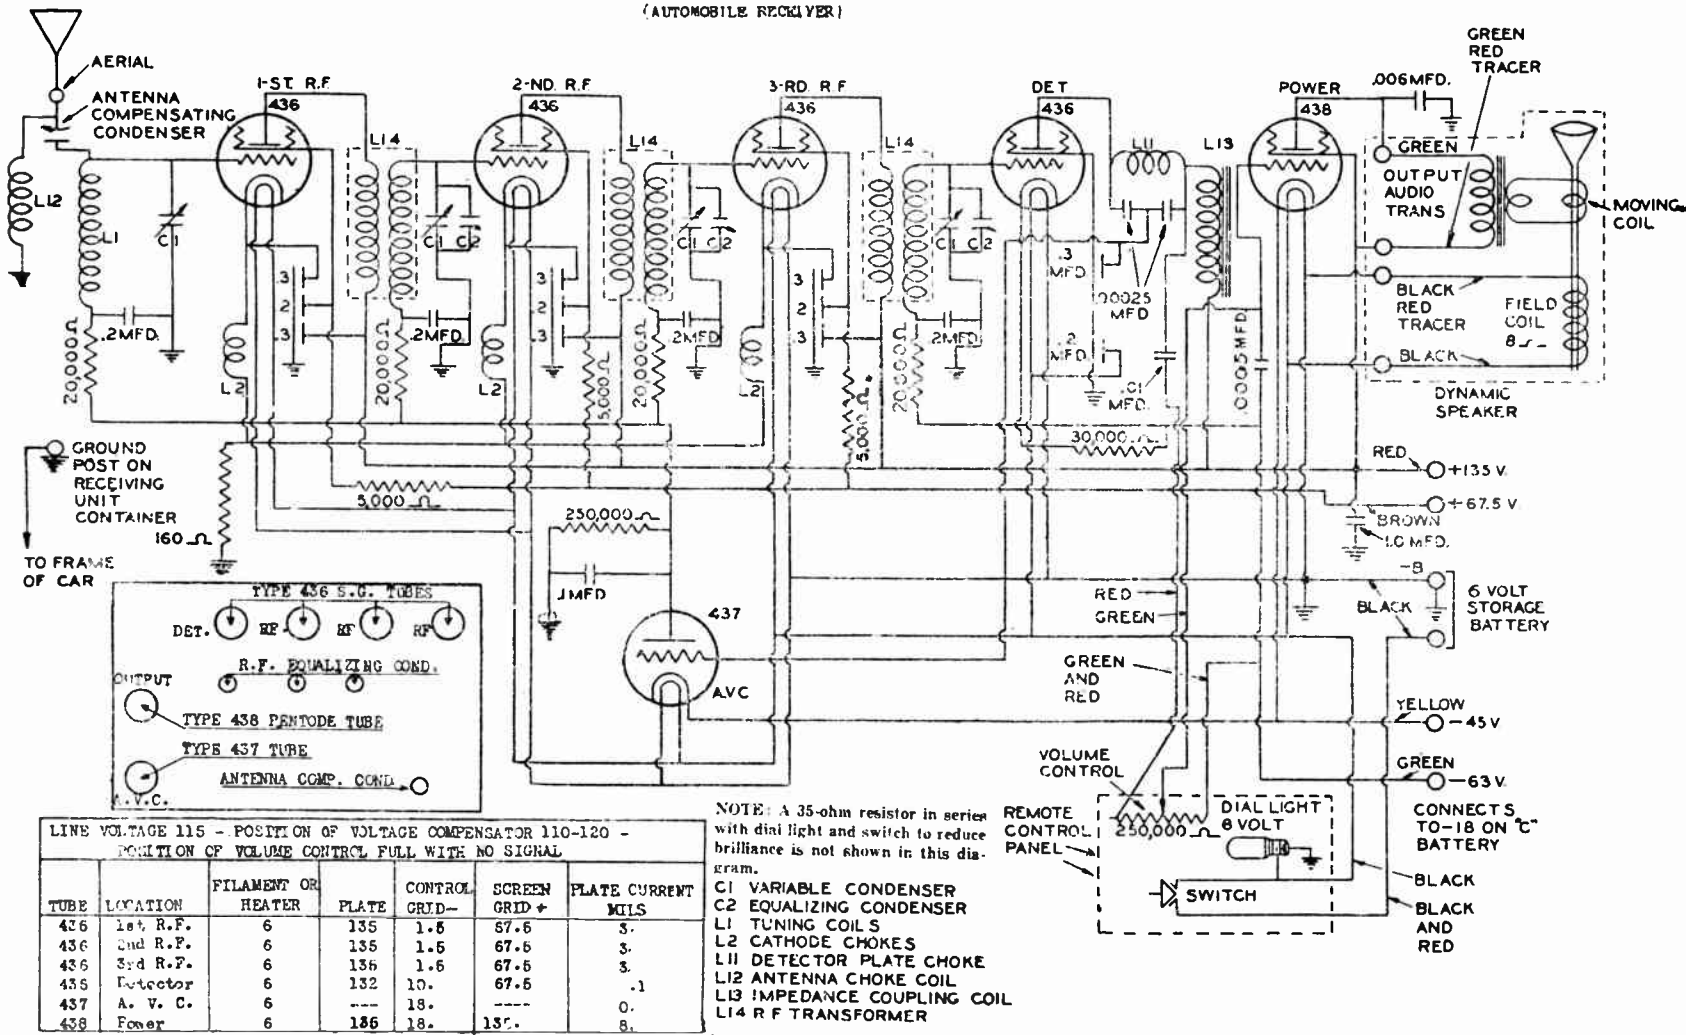 (AUTOMOBILE RECEIVER)
AERIAL
ANTENNA
COMPENSATING
CONDENSER
L12
L1
C1
.2MFD.
20,000Ω
1-ST. R.F.
436
L14
.3
.2
.3
L2
C1
C2
.2MFD.
20,000Ω
2-ND. R.F.
436
L14
.3
.2
.3
L2
5,000Ω
C1
C2
.2MFD
20,000Ω
3-RD. R.F.
436
L14
.3
.2
.3
L2
5,000Ω
C1
C2
.2MFD
20,000Ω
DET
436
L11
L13
.3
MFD.
.00025
MFD
.2
MFD.
.01
MFD.
.0005MFD
30,000Ω
POWER
438
.006MFD.
GREEN
RED
TRACER
GREEN
OUTPUT
AUDIO
TRANS
MOVING
COIL
BLACK
RED
TRACER
FIELD
COIL
8Ω
BLACK
DYNAMIC
SPEAKER
GROUND
POST ON
RECEIVING
UNIT
CONTAINER
TO FRAME
OF CAR
160Ω
5,000Ω
250,000Ω
.1MFD
437
A.V.C
RED
+135 V.
+67.5 V.
BROWN
1.0 MFD.
-B
BLACK
6 VOLT
STORAGE
BATTERY
RED
GREEN
GREEN
AND
RED
YELLOW
-45 V
GREEN
-63 V.
CONNECTS
TO-18 ON "C"
BATTERY
VOLUME
CONTROL
REMOTE
CONTROL
PANEL
250,000Ω
DIAL LIGHT
8 VOLT
SWITCH
BLACK
BLACK
AND
RED
TYPE 436 S.G. TUBES
DET. RF. RF RF
R.F. EQUALIZING COND.
OUTPUT
TYPE 438 PENTODE TUBE
TYPE 437 TUBE
ANTENNA COMP. COND.
A.V.C.
LINE VOLTAGE 115 - POSITION OF VOLTAGE COMPENSATOR 110-120 -
POSITION OF VOLUME CONTROL FULL WITH NO SIGNAL
TUBE LOCATION FILAMENT OR HEATER PLATE CONTROL GRID- SCREEN GRID + PLATE CURRENT MILS
436 1st R.F. 6 135 1.5 67.5 3.
436 2nd R.F. 6 135 1.5 67.5 3.
436 3rd R.F. 6 135 1.5 67.5 3.
436 Detector 6 132 10. 67.5 .1
437 A. V. C. 6 --- 18. ---- 0.
438 Power 6 135 18. 135. 8.
NOTE: A 35-ohm resistor in series
with dial light and switch to reduce
brilliance is not shown in this dia-
gram.
C1 VARIABLE CONDENSER
C2 EQUALIZING CONDENSER
L1 TUNING COILS
L2 CATHODE CHOKES
L11 DETECTOR PLATE CHOKE
L12 ANTENNA CHOKE COIL
L13 IMPEDANCE COUPLING COIL
L14 R F TRANSFORMER